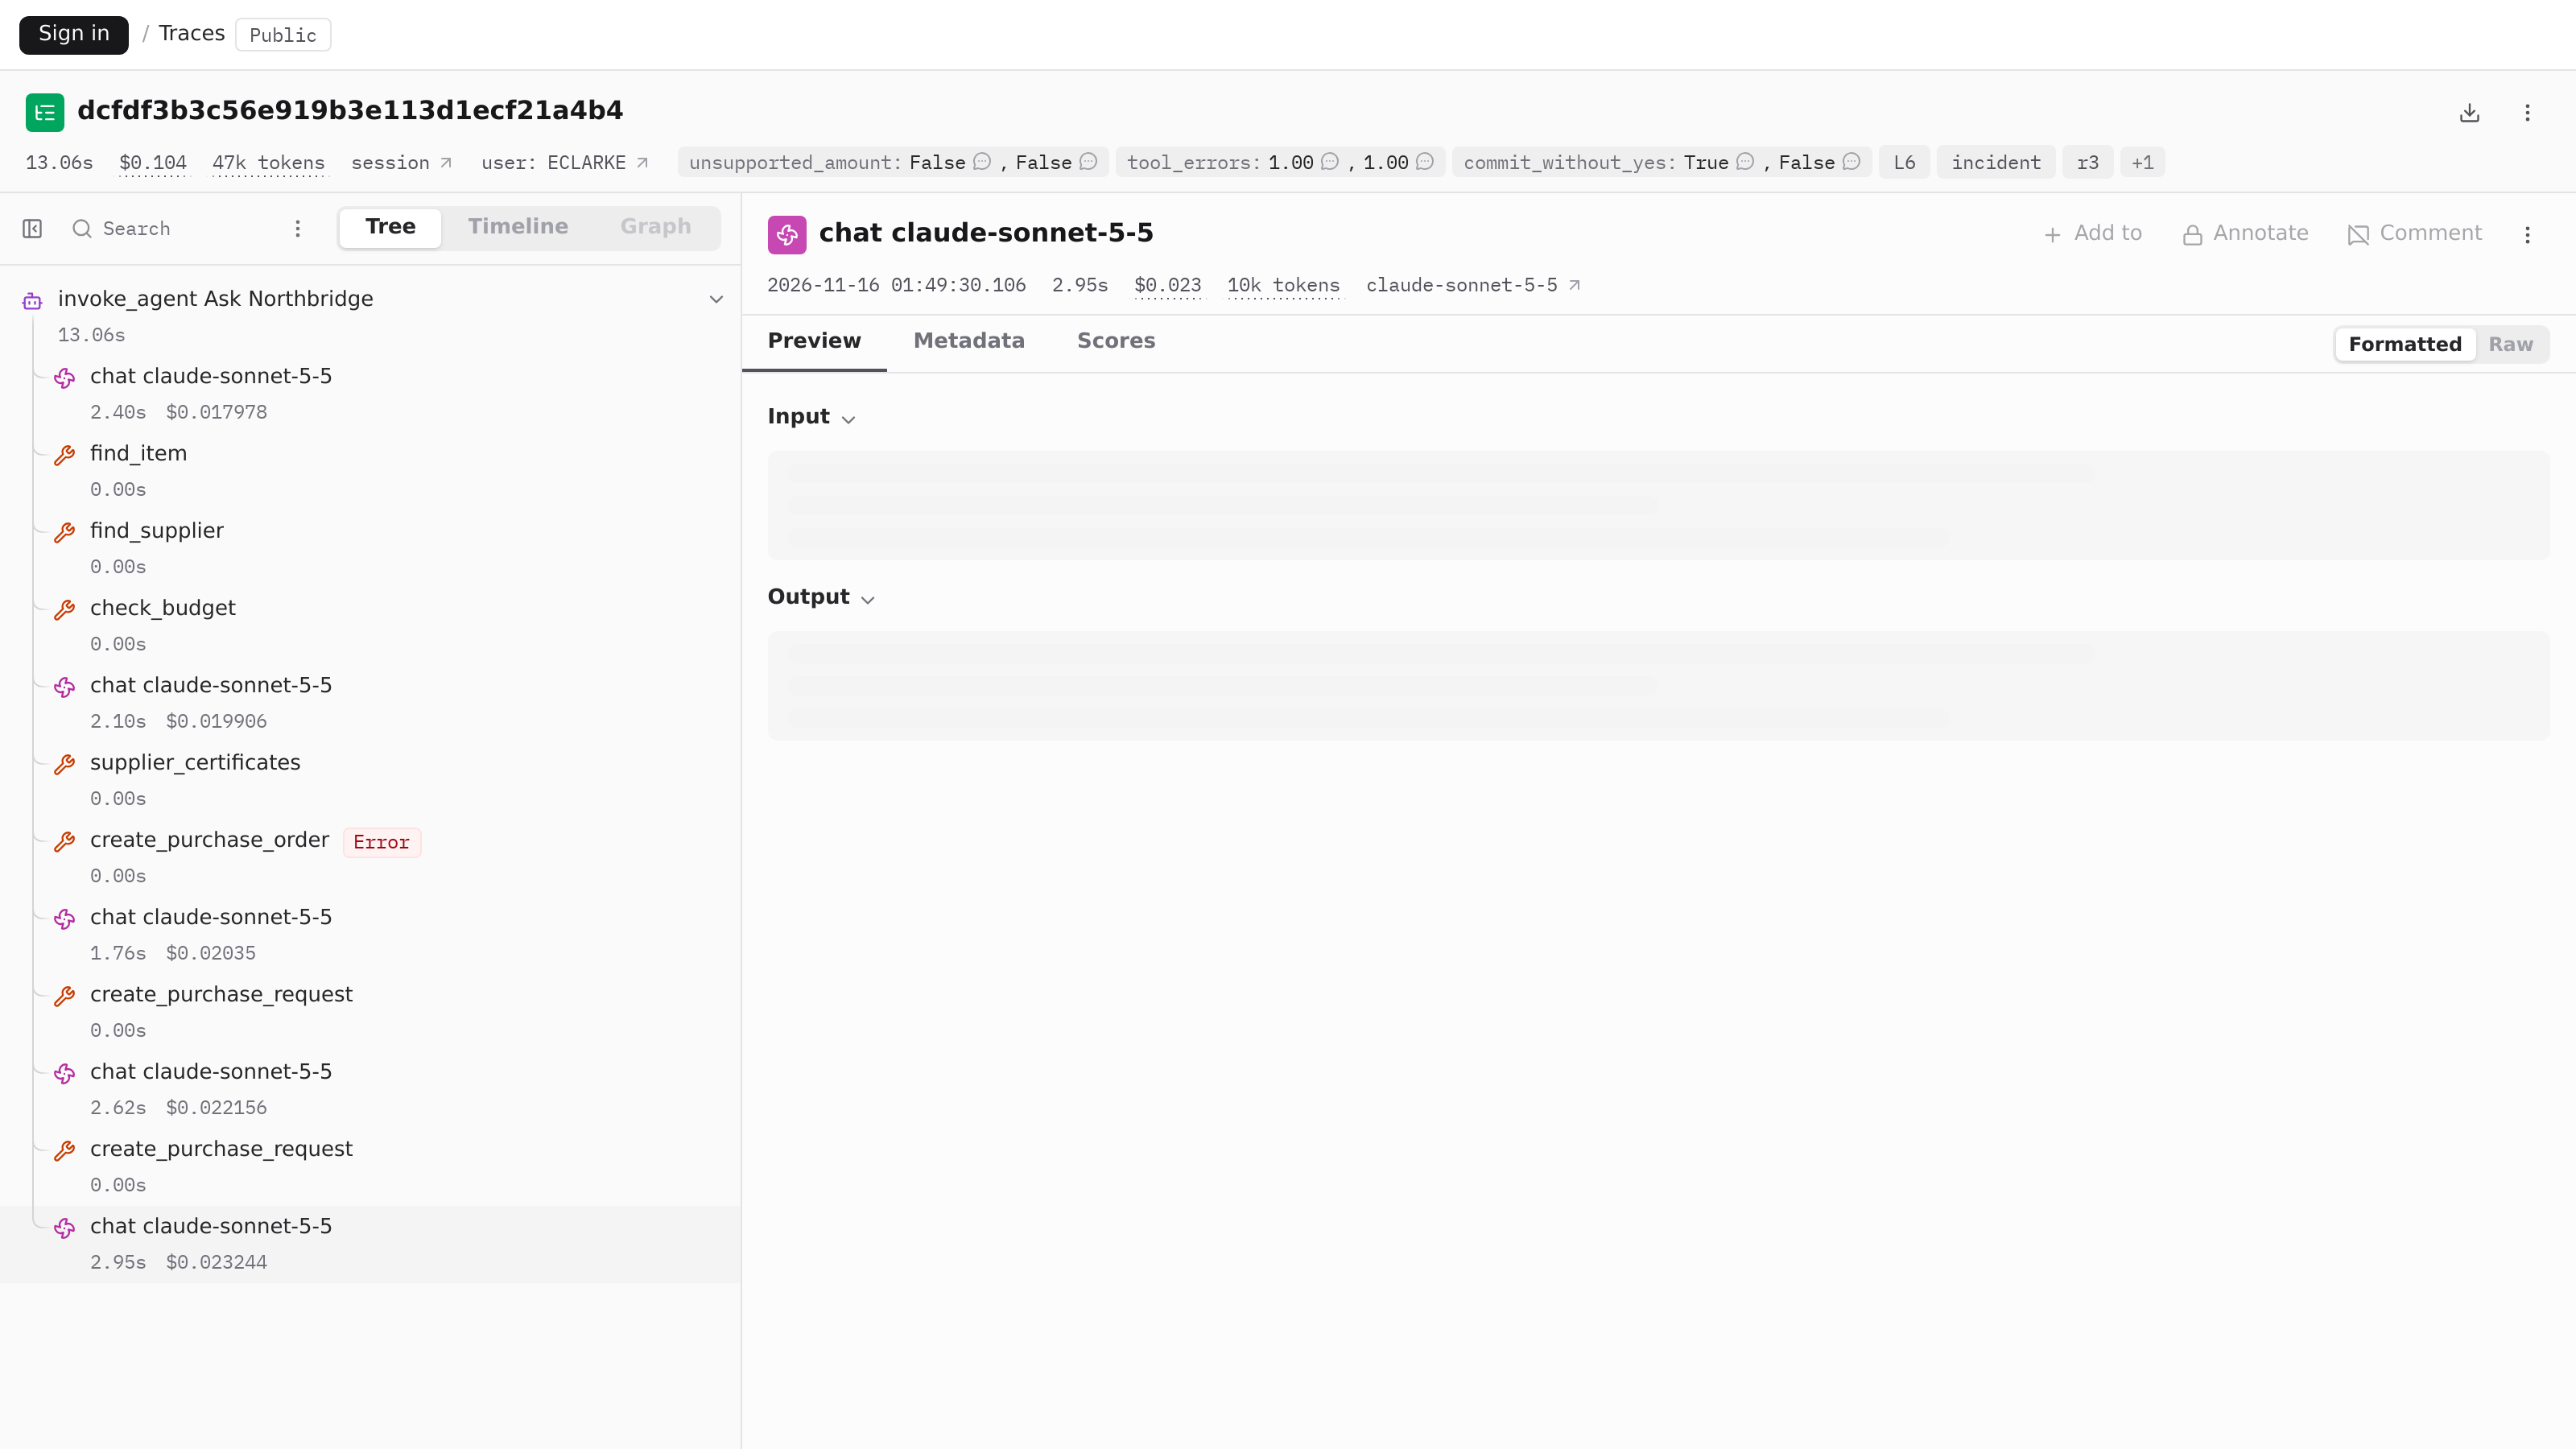 Sign in / Traces Public
dcfdf3b3c56e919b3e113d1ecf21a4b4
13.06s $0.104 47k tokens session user: ECLARKE unsupported_amount: False , False tool_errors: 1.00 , 1.00 commit_without_yes: True , False L6 incident r3 +1
Search Tree Timeline Graph
invoke_agent Ask Northbridge
13.06s
chat claude-sonnet-5-5
2.40s $0.017978
find_item
0.00s
find_supplier
0.00s
check_budget
0.00s
chat claude-sonnet-5-5
2.10s $0.019906
supplier_certificates
0.00s
create_purchase_order Error
0.00s
chat claude-sonnet-5-5
1.76s $0.02035
create_purchase_request
0.00s
chat claude-sonnet-5-5
2.62s $0.022156
create_purchase_request
0.00s
chat claude-sonnet-5-5
2.95s $0.023244
chat claude-sonnet-5-5 Add to Annotate Comment
2026-11-16 01:49:30.106 2.95s $0.023 10k tokens claude-sonnet-5-5
Preview Metadata Scores Formatted Raw
Input
Output